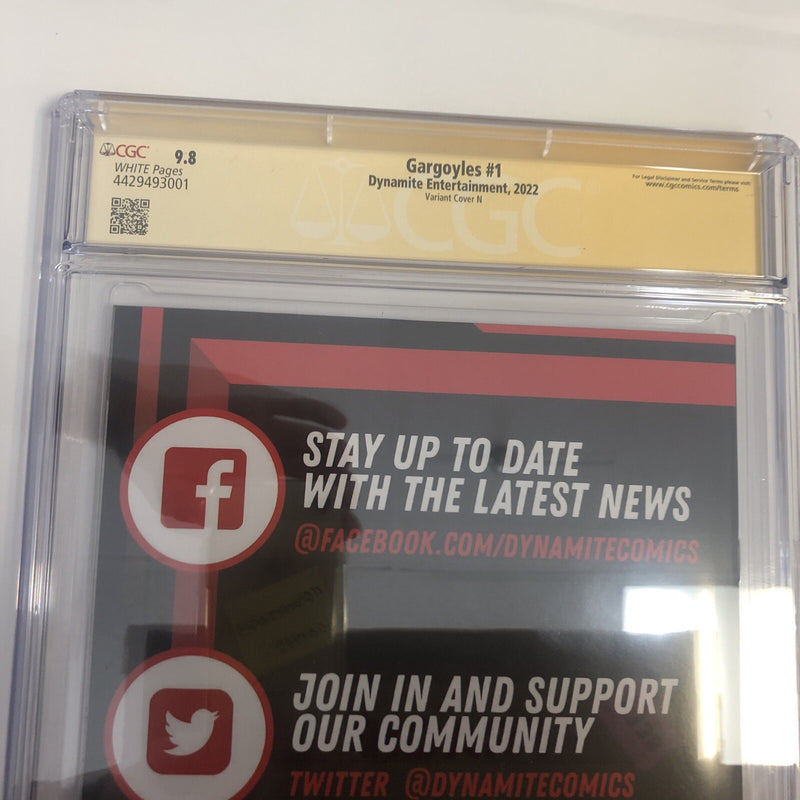 CGC 9.8
WHITE Pages
4429493001
Gargoyles #1
Dynamite Entertainment, 2022
Variant Cover N
For Legal Disclaimer and Service Terms please visit:
www.cgccomics.com/terms
CGC
STAY UP TO DATE
WITH THE LATEST NEWS
@FACEBOOK.COM/DYNAMITECOMICS
JOIN IN AND SUPPORT
OUR COMMUNITY
TWITTER @DYNAMITECOMICS